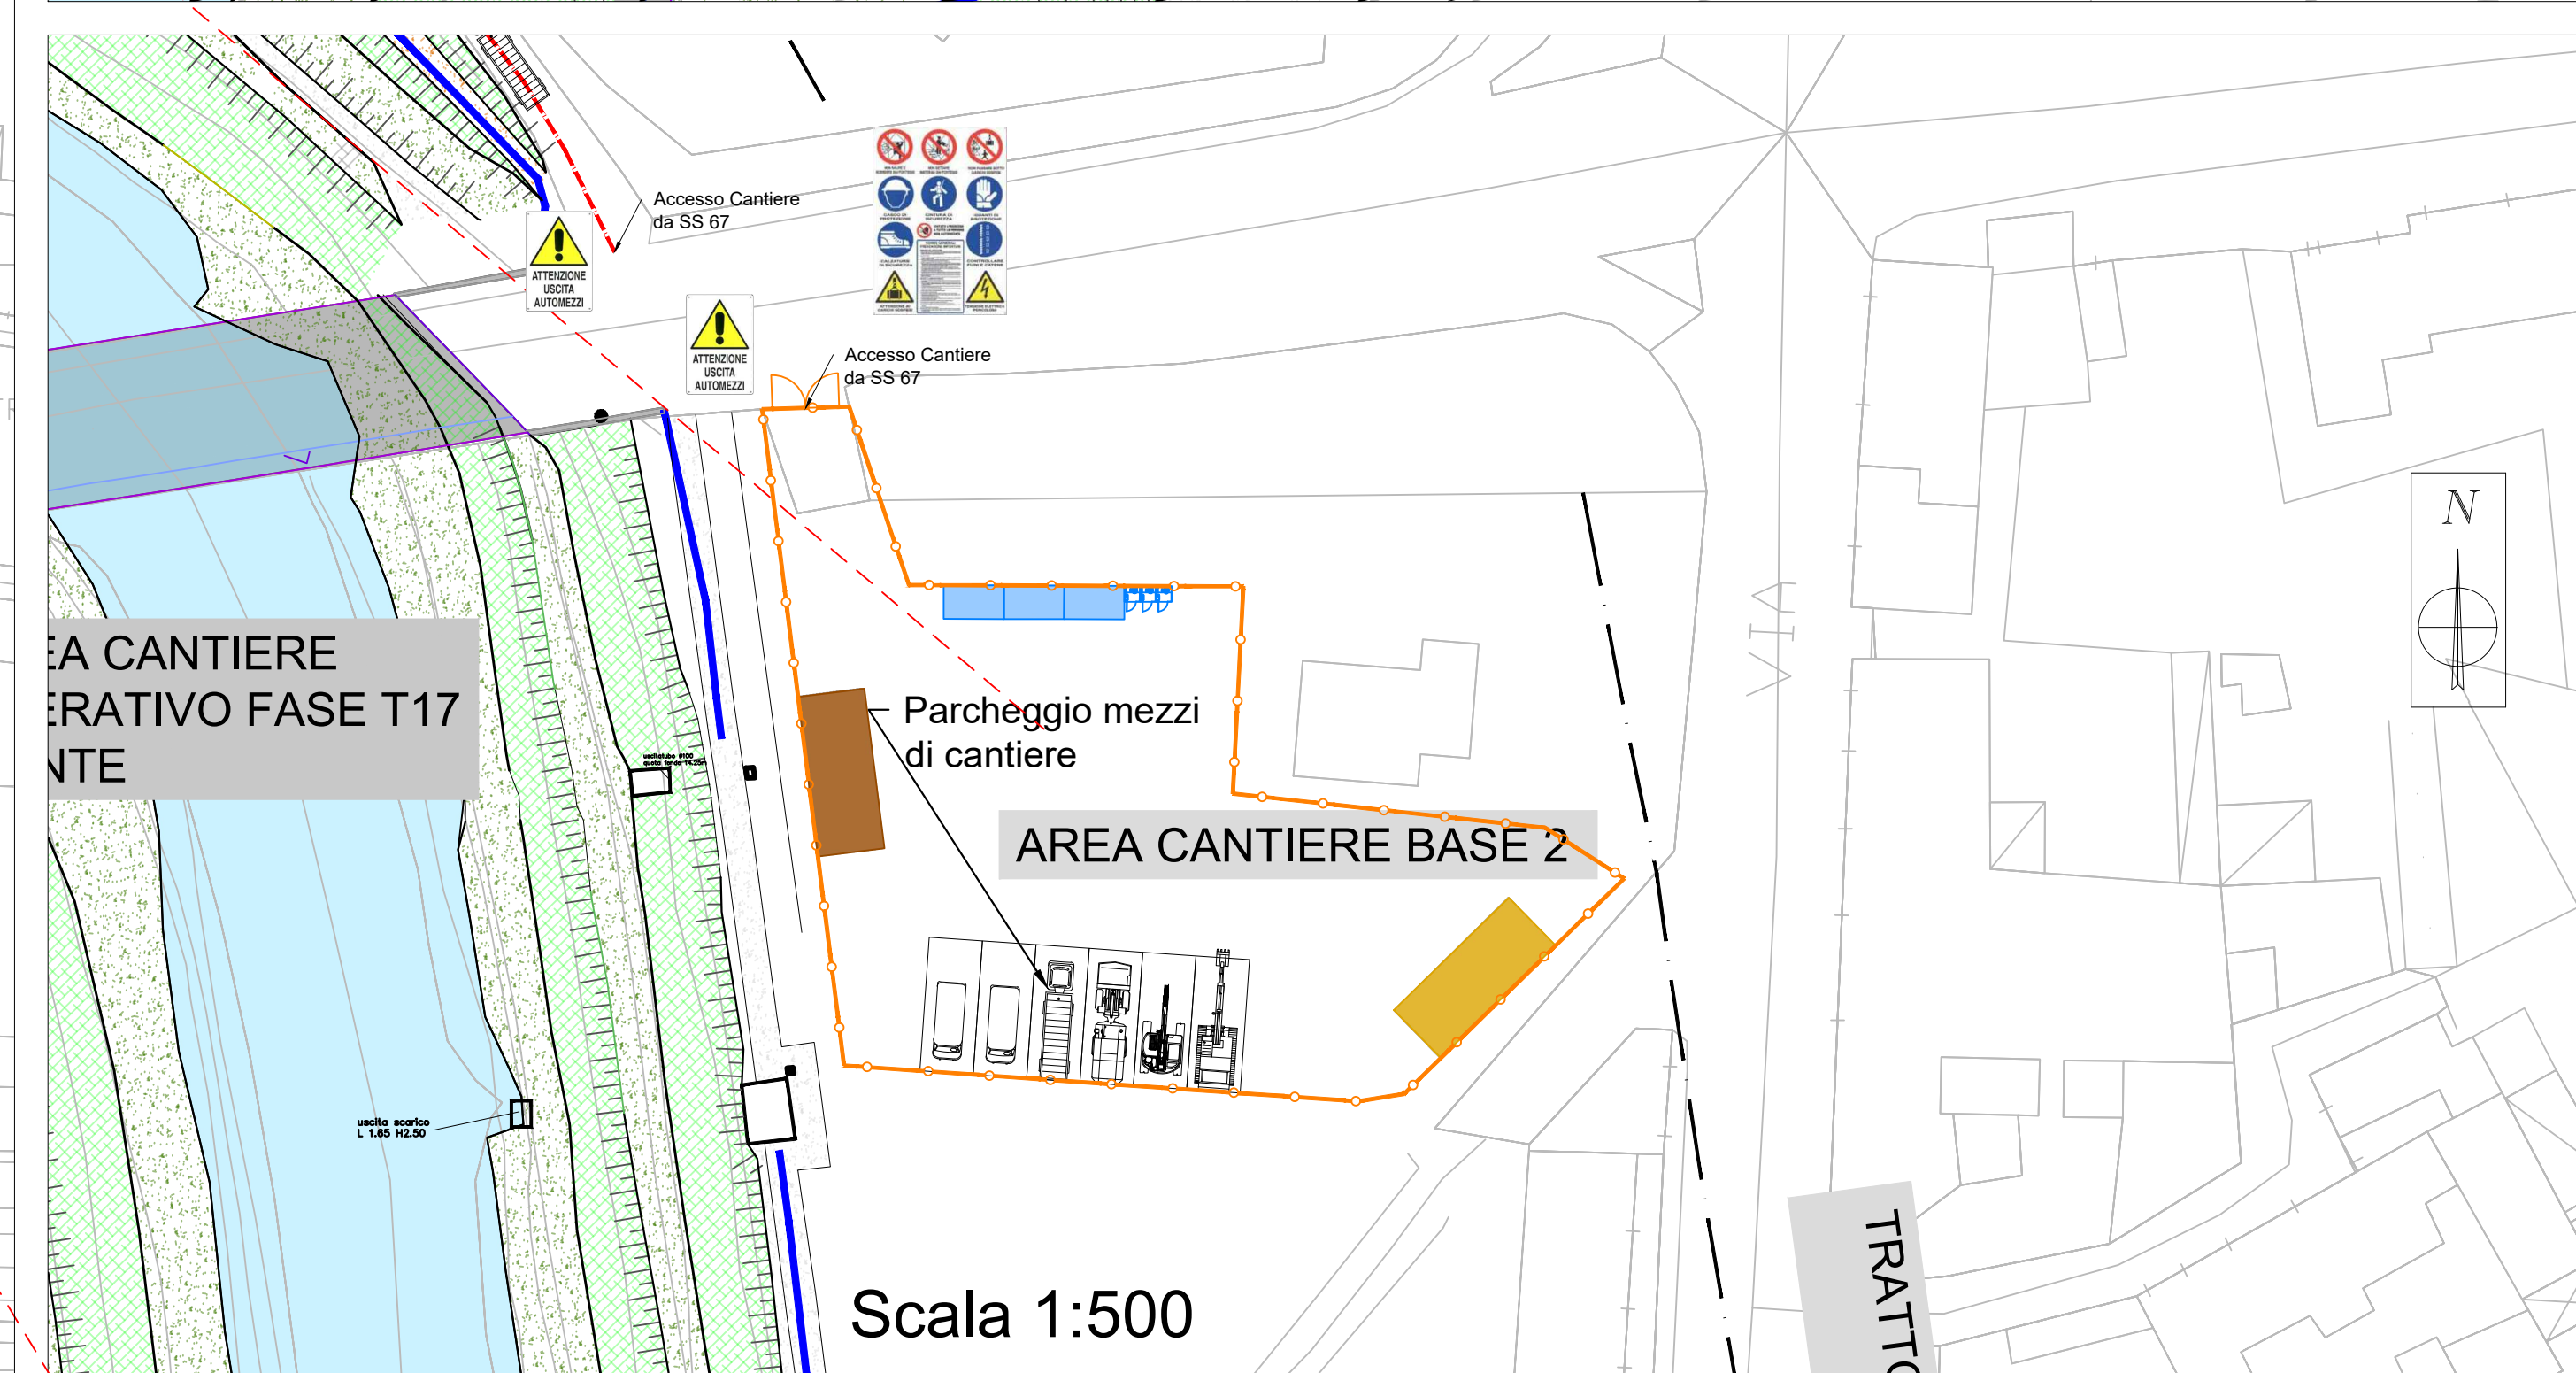 Accesso Cantiere
da SS 67
ATTENZIONE
USCITA
AUTOMEZZI
ATTENZIONE
USCITA
AUTOMEZZI
Accesso Cantiere
da SS 67
N
VIA
EA CANTIERE
ERATIVO FASE T17
NTE
Parcheggio mezzi
di cantiere
AREA CANTIERE BASE 2
uscita scarico
L 1.65 H2.50
TRATTO
Scala 1:500